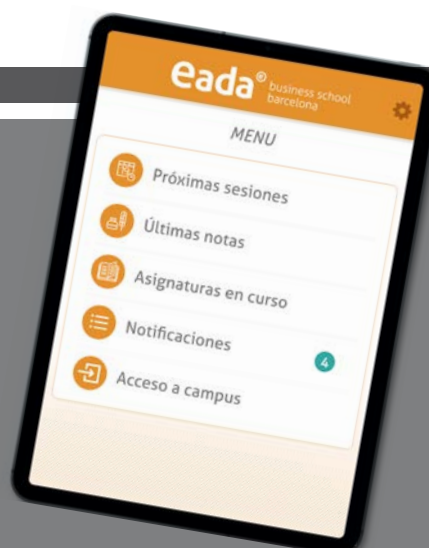 eada®
business school
barcelona
MENU
Próximas sesiones
Últimas notas
Asignaturas en curso
Notificaciones
4
Acceso a campus